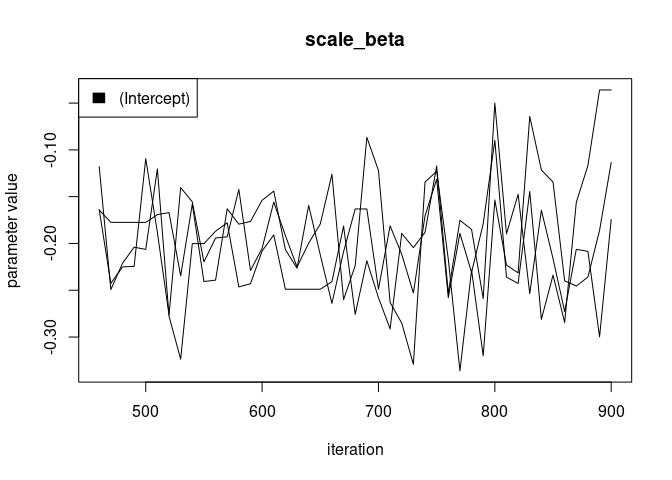 scale_beta
(Intercept)
parameter value
-0.10
-0.20
-0.30
500 600 700 800 900
iteration